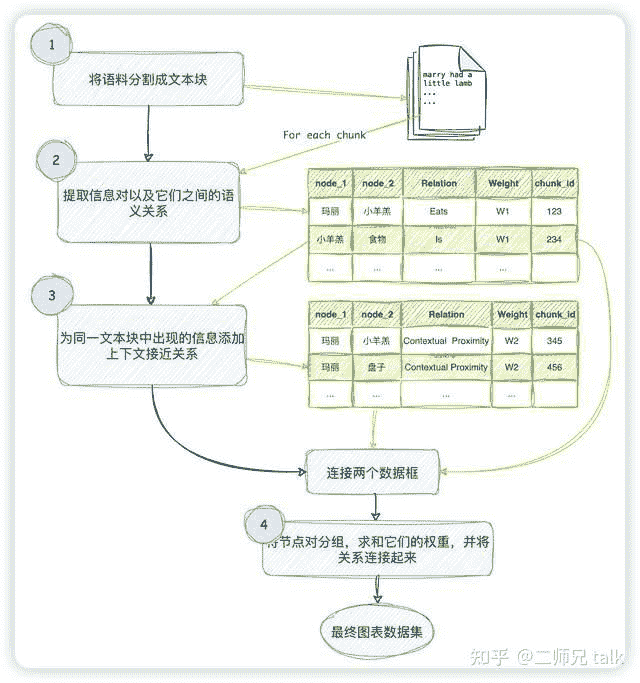 1
将语料分割成文本块
marry had a
little lamb
...
...
For each chunk
2
提取信息对以及它们之间的语
义关系
node_1 node_2 Relation Weight chunk_id
玛丽 小羊羔 Eats W1 123
小羊羔 食物 Is W1 234
... ... ... ...
3
为同一文本块中出现的信息添加
上下文接近关系
node_1 node_2 Relation Weight chunk_id
玛丽 小羊羔 Contextual Proximity W2 345
玛丽 盘子 Contextual Proximity W2 456
... ... ... ...
连接两个数据框
4
节点对分组，求和它们的权重，并将
关系连接起来
最终图表数据集
知乎 @二师兄 talk